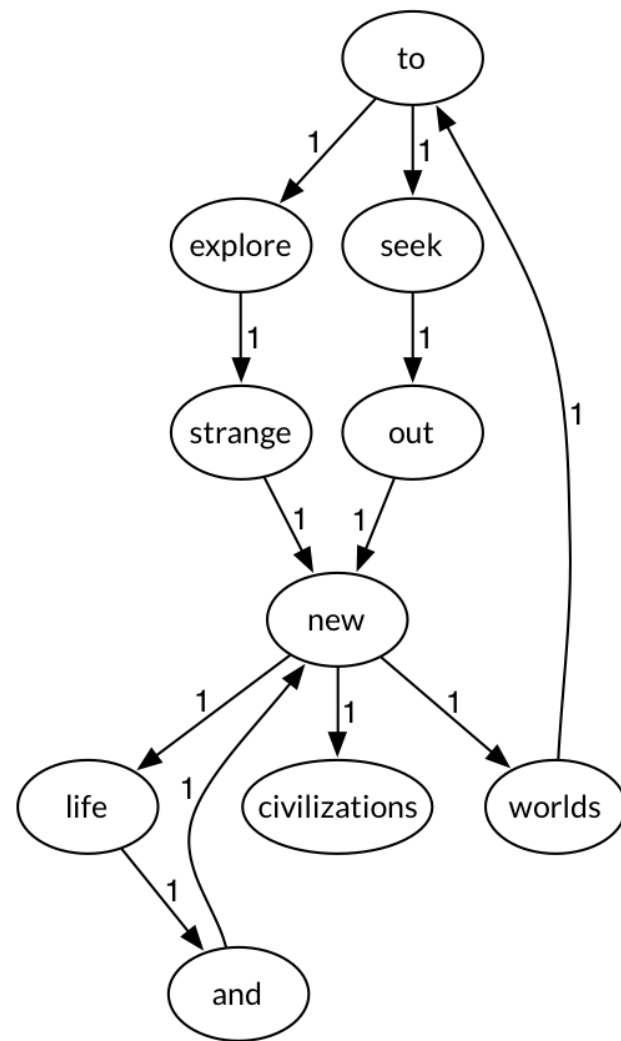 to
1
1
explore
seek
1
1
1
strange
out
1
1
new
1
1
1
1
life
civilizations
worlds
1
and